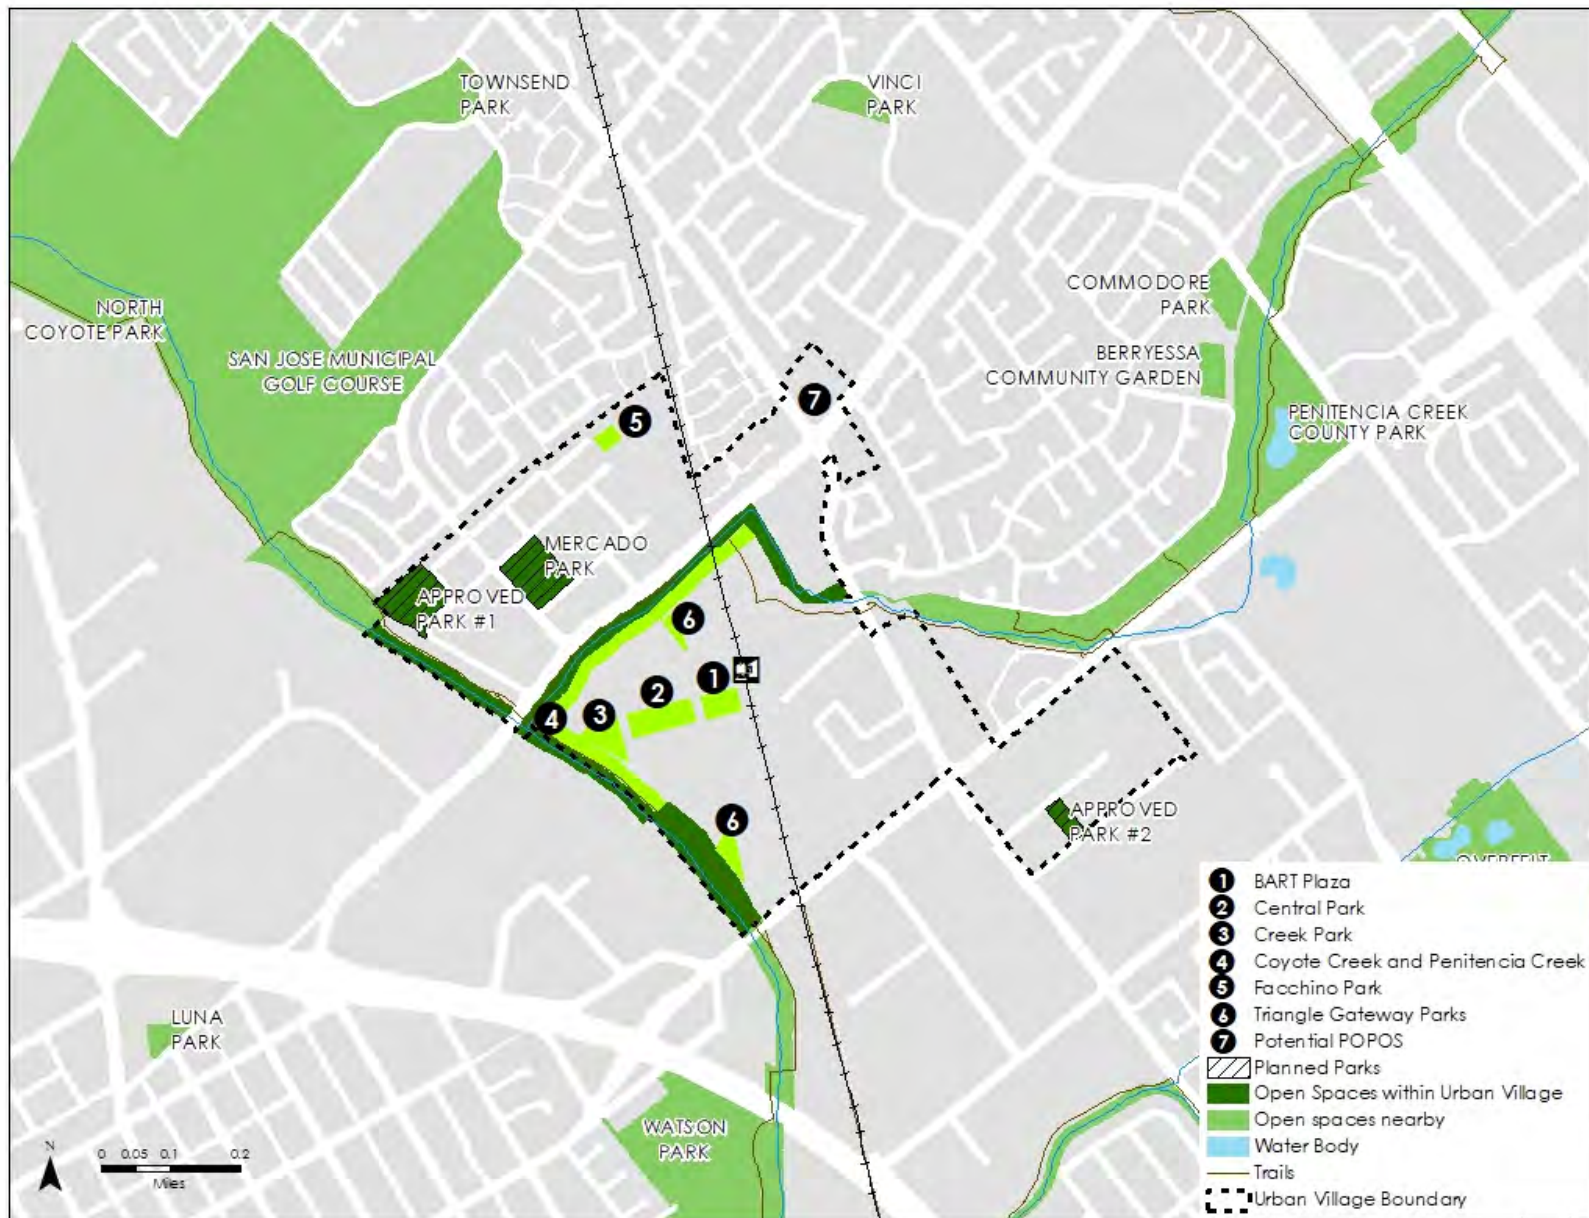 TOWNSEND
PARK
VINCI
PARK
NORTH
COYOTE PARK
SAN JOSE MUNICIPAL
GOLF COURSE
COMMODORE
PARK
BERRYESSA
COMMUNITY GARDEN
PENITENCIA CREEK
COUNTY PARK
7
5
MERCADO
PARK
APPROVED
PARK #1
6
1
2
3
4
6
APPROVED
PARK #2
LUNA
PARK
WATSON
PARK
N
0 0.05 0.1 0.2
Miles
1 BART Plaza
2 Central Park
3 Creek Park
4 Coyote Creek and Penitencia Creek
5 Facchino Park
6 Triangle Gateway Parks
7 Potential POPOS
Planned Parks
Open Spaces within Urban Village
Open spaces nearby
Water Body
Trails
Urban Village Boundary